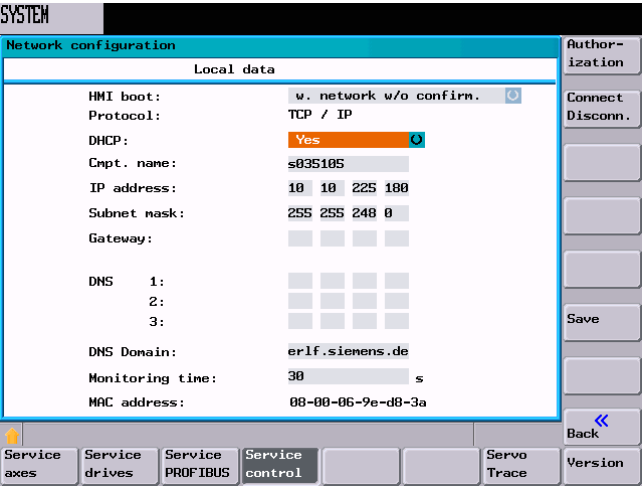 SYSTEM
Network configuration
Local data
HMI boot: w. network w/o confirm.
Protocol: TCP / IP
DHCP: Yes
Cmpt. name: s035105
IP address: 10 10 225 180
Subnet mask: 255 255 248 0
Gateway:
DNS 1:
2:
3:
DNS Domain: erlf.siemens.de
Monitoring time: 30 s
MAC address: 08-00-06-9e-d8-3a
Author-
ization
Connect
Disconn.
Save
Back
Service
axes
Service
drives
Service
PROFIBUS
Service
control
Servo
Trace
Version